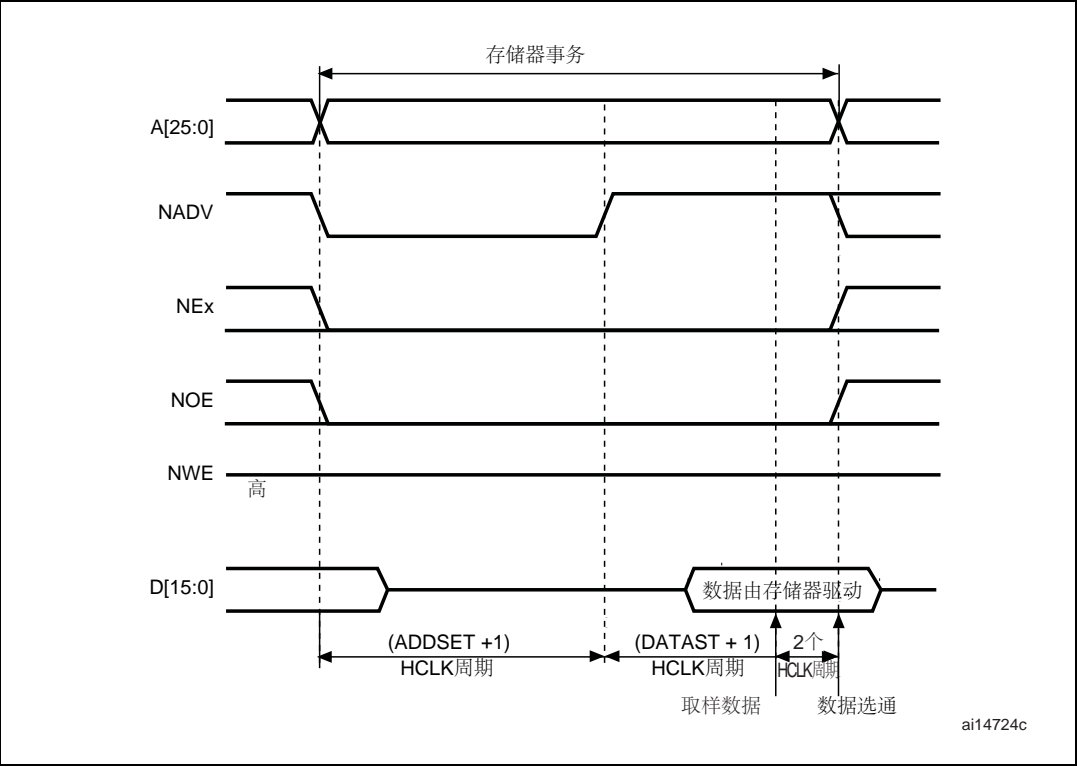 存储器事务
A[25:0]
NADV
NEx
NOE
NWE
高
D[15:0]
数据由存储器驱动
(ADDSET +1)
HCLK周期
(DATAST + 1)
HCLK周期
2个
HCLK周期
取样数据
数据选通
ai14724c